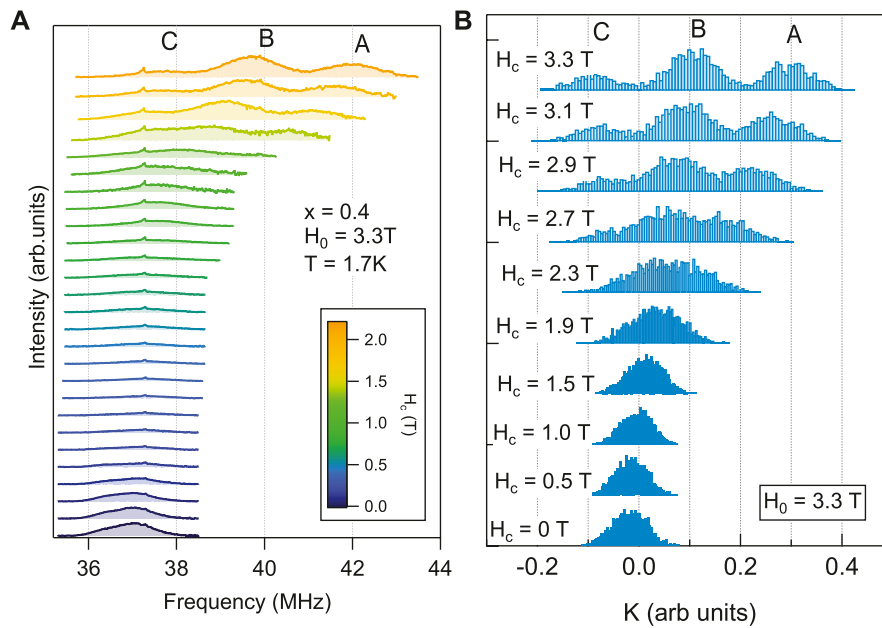 A
C
B
A
Intensity (arb.units)
x = 0.4
H0 = 3.3T
T = 1.7K
2.0
1.5
1.0
0.5
0.0
Hc (T)
36
38
40
42
44
Frequency (MHz)
B
C
B
A
Hc = 3.3 T
Hc = 3.1 T
Hc = 2.9 T
Hc = 2.7 T
Hc = 2.3 T
Hc = 1.9 T
Hc = 1.5 T
Hc = 1.0 T
Hc = 0.5 T
Hc = 0 T
H0 = 3.3 T
-0.2
0.0
0.2
0.4
K (arb units)